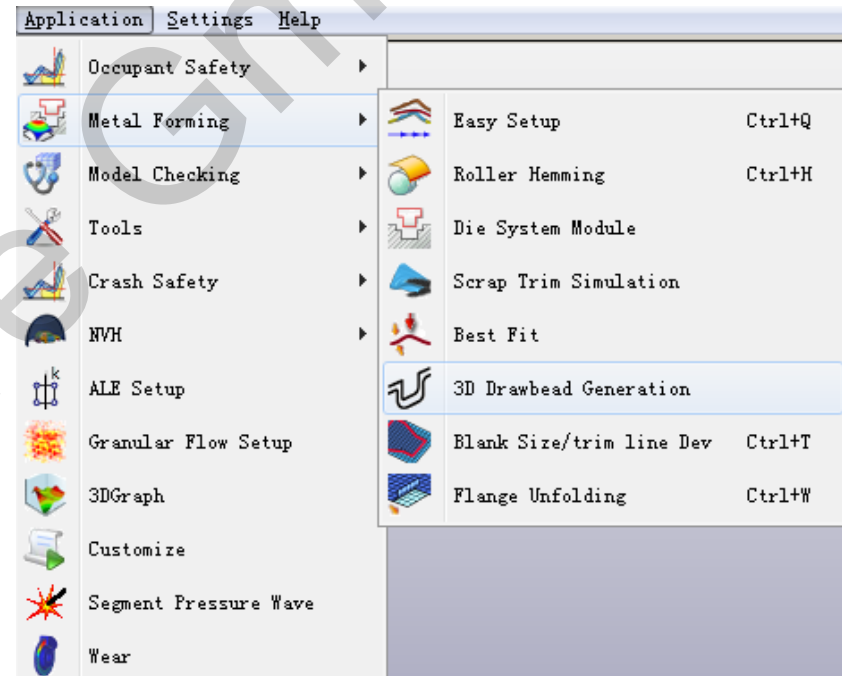 Application Settings Help
Occupant Safety
Metal Forming
Model Checking
Tools
Crash Safety
NVH
ALE Setup
Granular Flow Setup
3DGraph
Customize
Segment Pressure Wave
Wear
Easy Setup Ctrl+Q
Roller Hemming Ctrl+H
Die System Module
Scrap Trim Simulation
Best Fit
3D Drawbead Generation
Blank Size/trim line Dev Ctrl+T
Flange Unfolding Ctrl+W